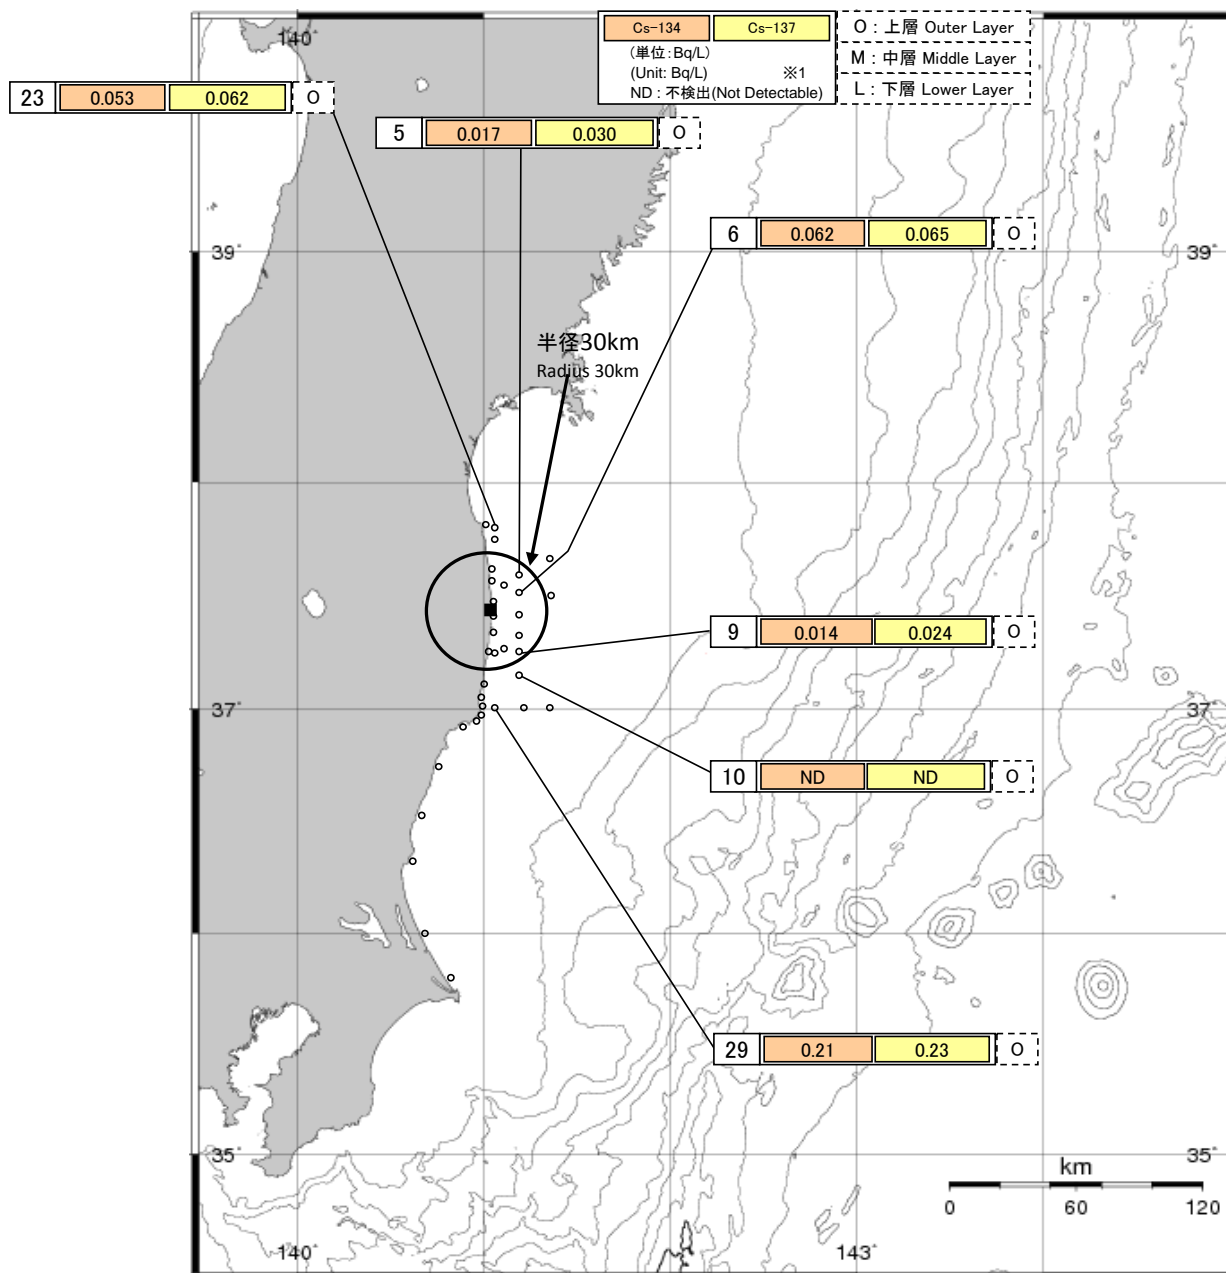 140°
Cs-134 Cs-137
(単位:Bq/L)
(Unit: Bq/L) ※1
ND : 不検出(Not Detectable)
O : 上層 Outer Layer
M : 中層 Middle Layer
L : 下層 Lower Layer
23 0.053 0.062 O
5 0.017 0.030 O
6 0.062 0.065 O
39° 39°
半径30km
Radius 30km
9 0.014 0.024 O
37° 37°
10 ND ND O
29 0.21 0.23 O
35° 35°
km
0 60 120
140° 143°